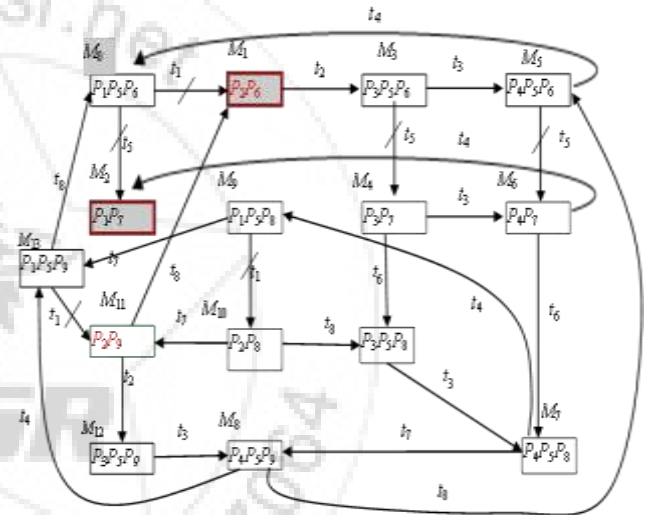 t4
M0 M1 M3 M5
P1P5P6 t1 P2P6 t2 P3P5P6 t3 P4P5P6
t5 t5 t4 t5
t8 M2 M9 M4 M6
P1P7 P1P5P8 P3P7 t3 P4P7
M13
P1P5P9 t7
t1 M11 t8 t1 t6 t4 t6
M10
P2P9 t7 P2P8 t8 P3P5P8
t2 t3
t4 M12 M8 M7
P3P5P9 t3 P4P5P9 t7 P4P5P8
t8